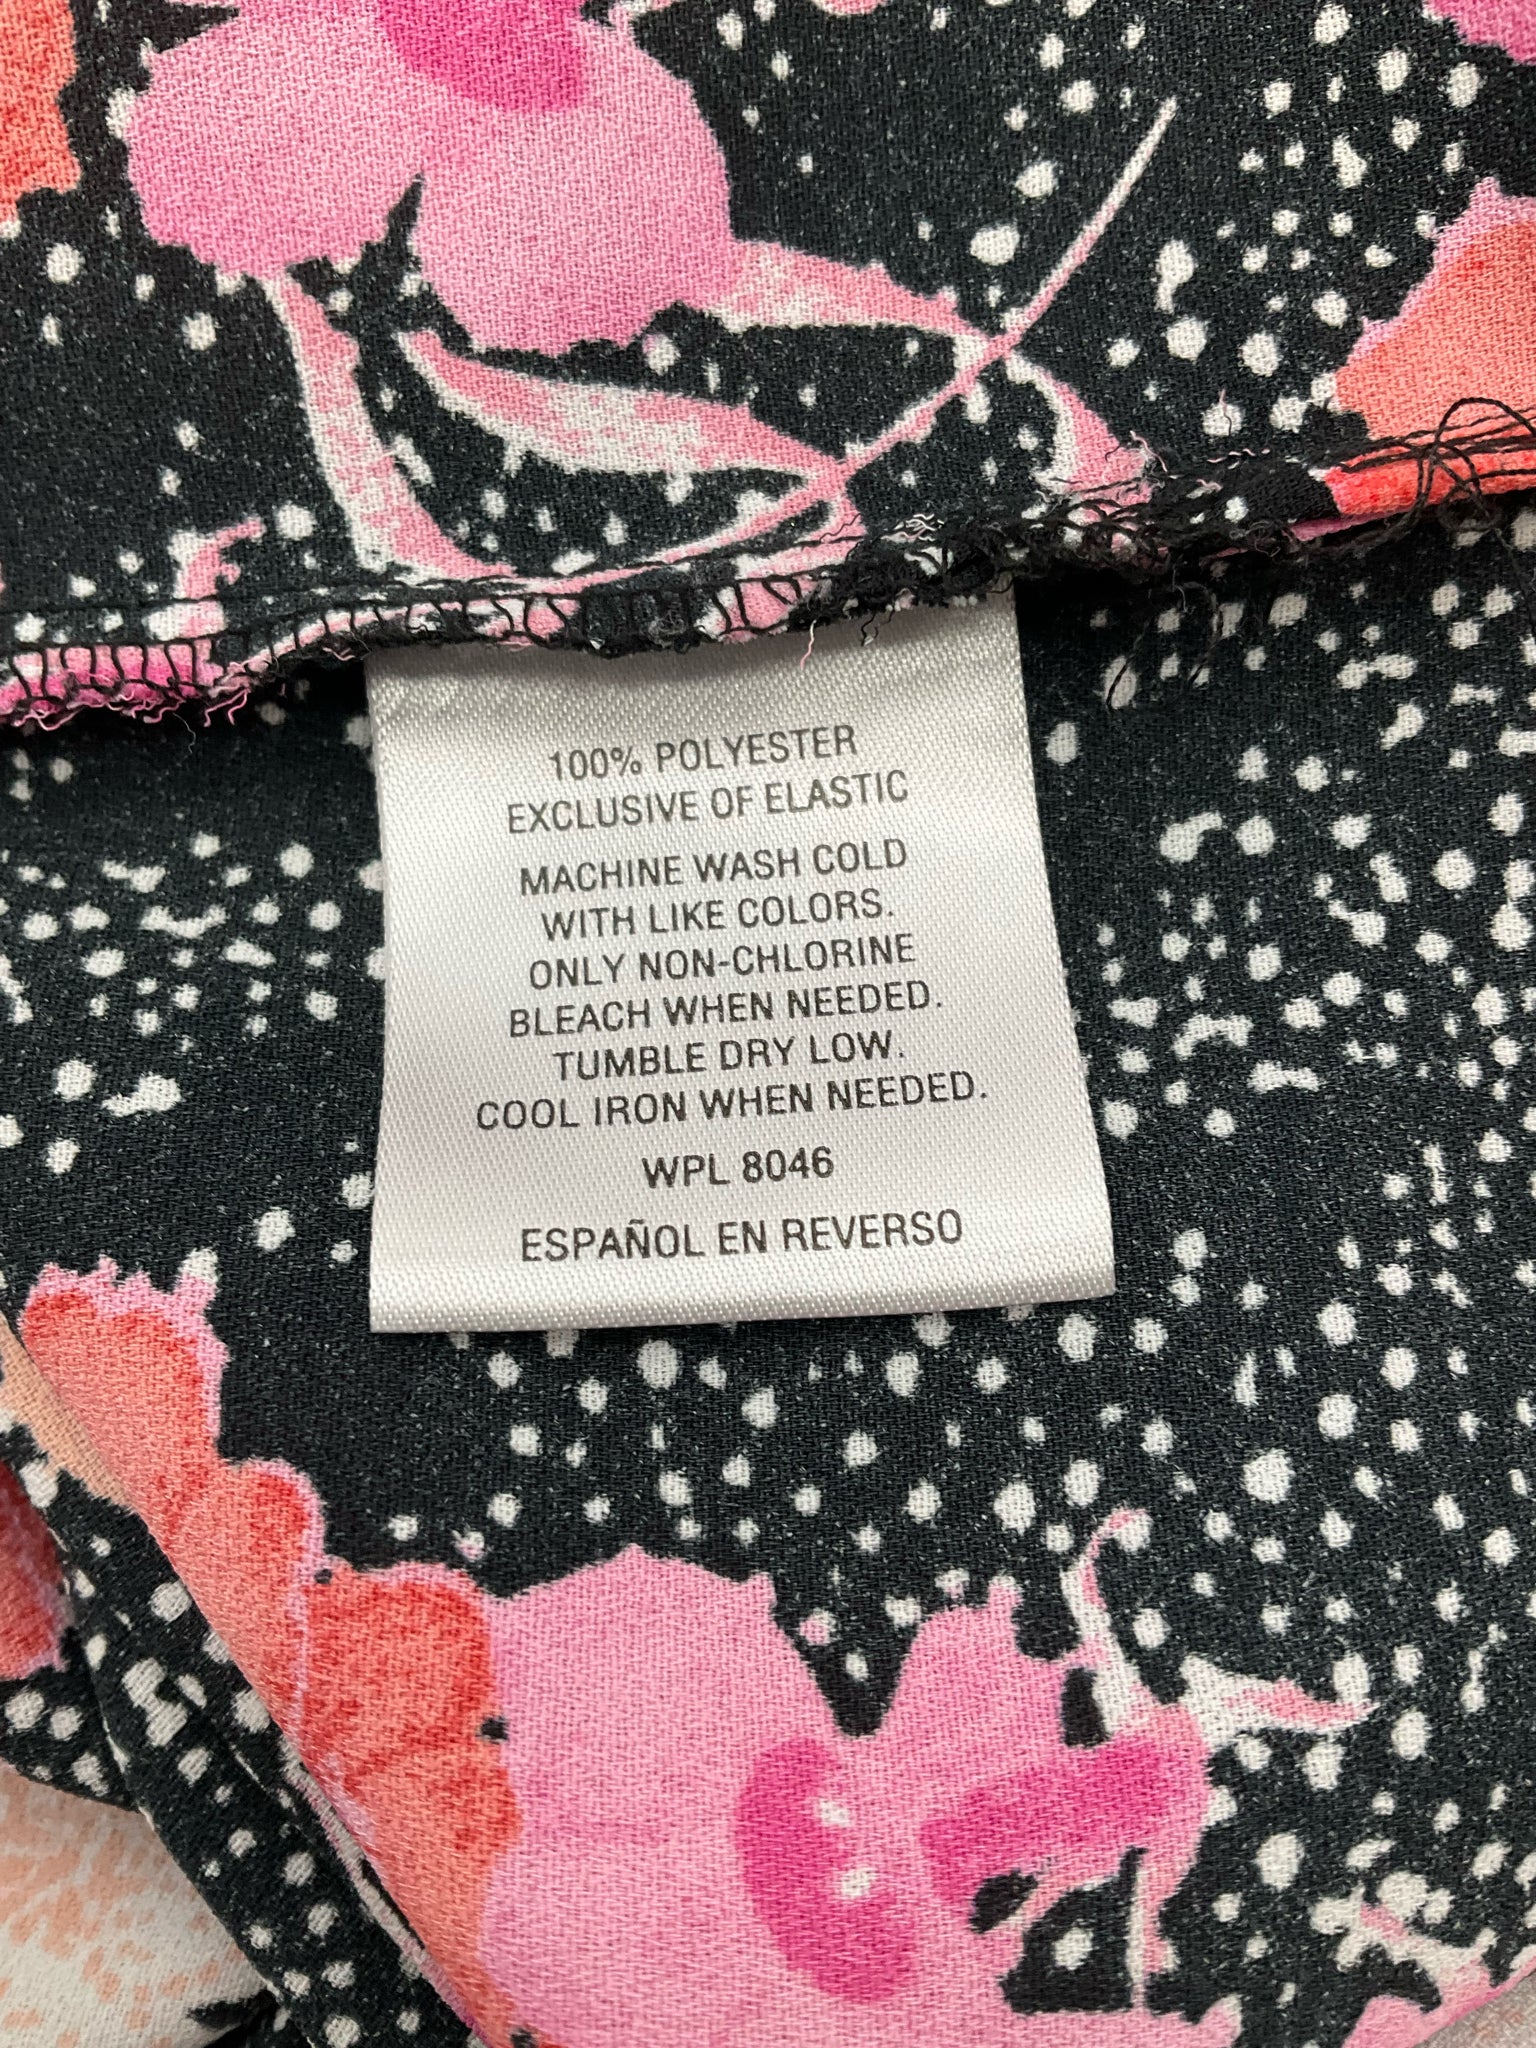 100% POLYESTER
EXCLUSIVE OF ELASTIC
MACHINE WASH COLD
WITH LIKE COLORS.
ONLY NON-CHLORINE
BLEACH WHEN NEEDED.
TUMBLE DRY LOW.
COOL IRON WHEN NEEDED.
WPL 8046
ESPAÑOL EN REVERSO